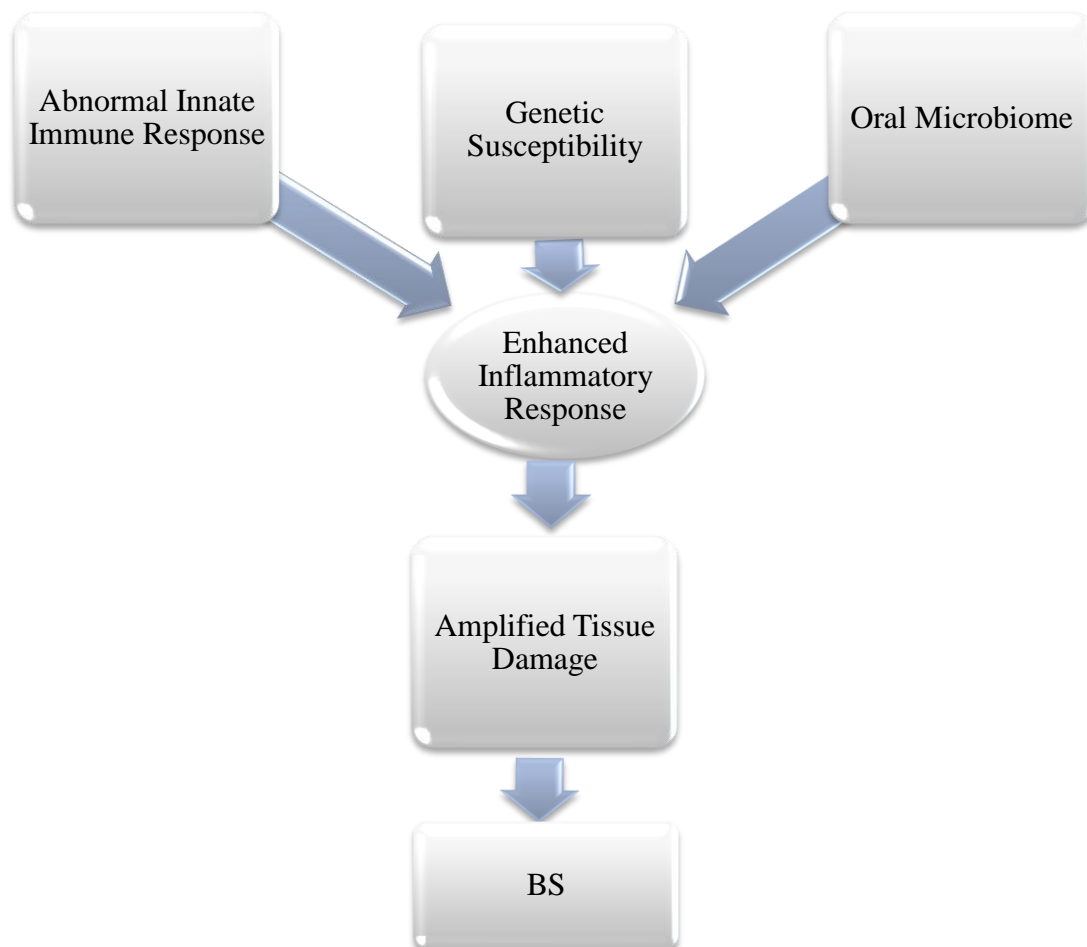 Abnormal Innate
Immune Response
Genetic
Susceptibility
Oral Microbiome
Enhanced
Inflammatory
Response
Amplified Tissue
Damage
BS